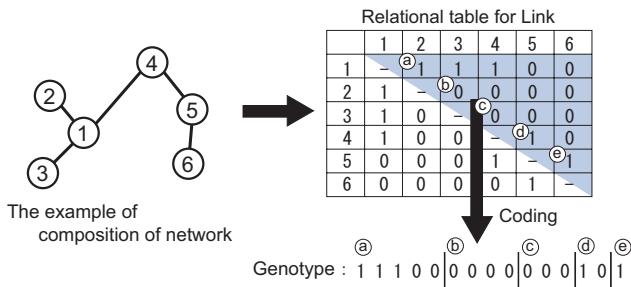 Relational table for Link
1 2 3 4 5 6
1 – ⓐ 1 1 1 0 0
2 1 – ⓑ 0 0 0 0
3 1 0 – ⓒ 0 0 0
4 1 0 0 – ⓓ 1 0
5 0 0 0 1 – ⓔ 1
6 0 0 0 0 1 –
4
2
5
1
3
6
The example of
composition of network
Coding
ⓐ ⓑ ⓒ ⓓ ⓔ
Genotype : 1 1 1 0 0 | 0 0 0 0 | 0 0 0 | 1 0 | 1